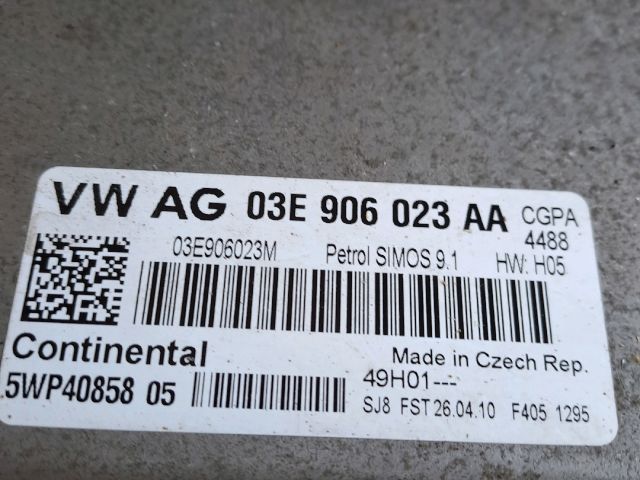 VW AG 03E 906 023 AA CGPA
4488
03E906023M Petrol SIMOS 9.1 HW: H05
Continental Made in Czech Rep.
5WP40858 05 49H01---
SJ8 FST 26.04.10 F405 1295